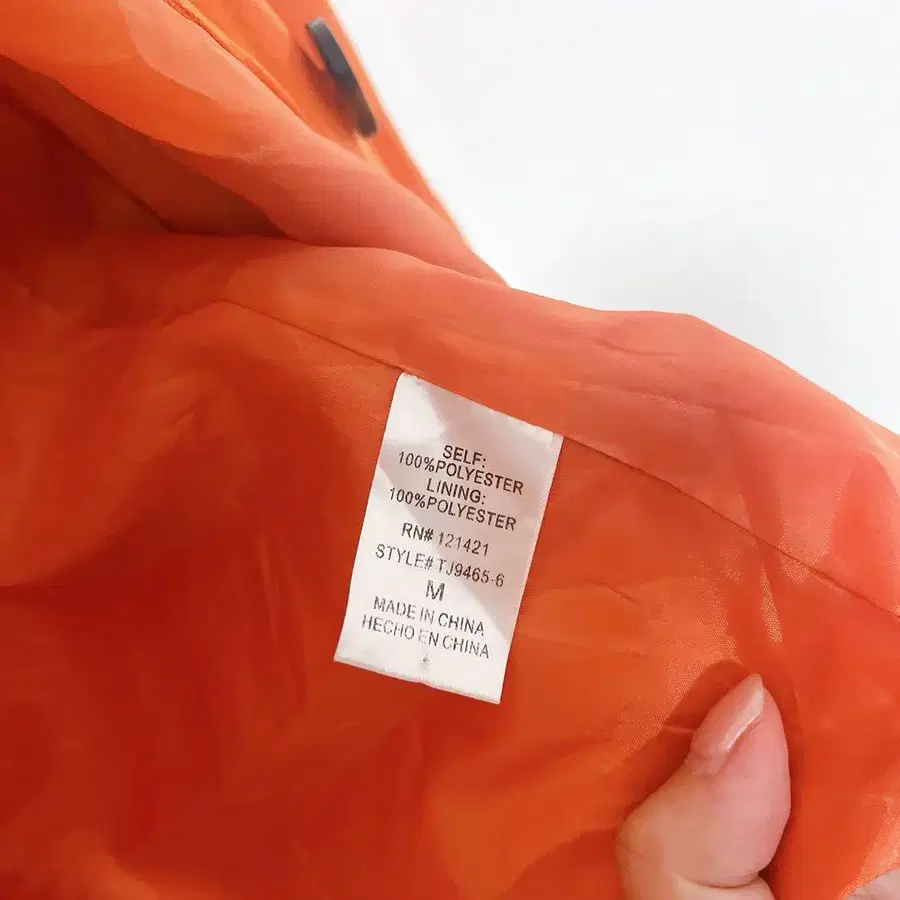 SELF:
100%POLYESTER
LINING:
100%POLYESTER
RN# 121421
STYLE# TJ9465-6
M
MADE IN CHINA
HECHO EN CHINA